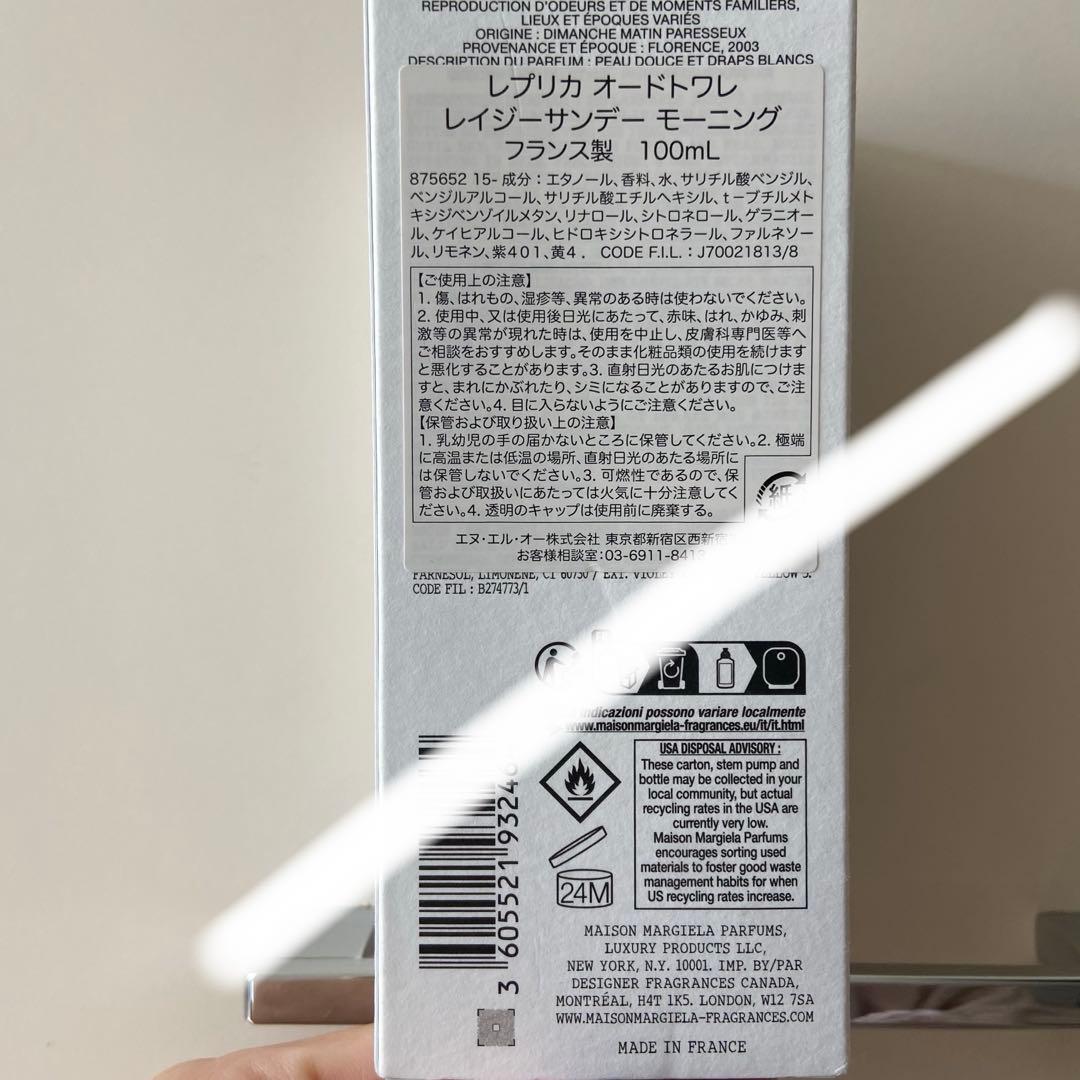 REPRODUCTION D'ODEURS ET DE MOMENTS FAMILIERS,
LIEUX ET ÉPOQUES VARIÉS
ORIGINE : DIMANCHE MATIN PARESSEUX
PROVENANCE ET ÉPOQUE : FLORENCE, 2003
DESCRIPTION DU PARFUM : PEAU DOUCE ET DRAPS BLANCS
レプリカ オードトワレ
レイジーサンデー モーニング
フランス製 100mL
875652 15- 成分:エタノール、香料、水、サリチル酸ベンジル、
ベンジルアルコール、サリチル酸エチルヘキシル、t-ブチルメト
キシジベンゾイルメタン、リナロール、シトロネロール、ゲラニオー
ル、ケイヒアルコール、ヒドロキシシトロネラール、ファルネソー
ル、リモネン、紫401、黄4. CODE F.I.L. : J70021813/8
【ご使用上の注意】
1. 傷、はれもの、湿疹等、異常のある時は使わないでください。
2. 使用中、又は使用後日光にあたって、赤味、はれ、かゆみ、刺
激等の異常が現れた時は、使用を中止し、皮膚科専門医等へ
ご相談をおすすめします。そのまま化粧品類の使用を続けます
と悪化することがあります。3. 直射日光のあたるお肌につけま
すと、まれにかぶれたり、シミになることがありますので、ご注
意ください。4. 目に入らないようにご注意ください。
【保管および取り扱い上の注意】
1. 乳幼児の手の届かないところに保管してください。2. 極端
に高温または低温の場所、直射日光のあたる場所に
は保管しないでください。3. 可燃性であるので、保
管および取扱いにあたっては火気に十分注意してく
ださい。4. 透明のキャップは使用前に廃棄する。
紙
エヌ・エル・オー株式会社 東京都新宿区西新宿
お客様相談室:03-6911-841
FARNESOL, LIMONENE, CI 60730 / EXT. VIOLE
CODE FIL : B274773/1
indicazioni possono variare localmente
www.maisonmargiela-fragrances.eu/it/it.html
USA DISPOSAL ADVISORY :
These carton, stem pump and
bottle may be collected in your
local community, but actual
recycling rates in the USA are
currently very low.
Maison Margiela Parfums
encourages sorting used
materials to foster good waste
management habits for when
US recycling rates increase.
24M
3 605521 93246
MAISON MARGIELA PARFUMS,
LUXURY PRODUCTS LLC,
NEW YORK, N.Y. 10001. IMP. BY/PAR
DESIGNER FRAGRANCES CANADA,
MONTRÉAL, H4T 1K5. LONDON, W12 7SA
WWW.MAISONMARGIELA-FRAGRANCES.COM
MADE IN FRANCE